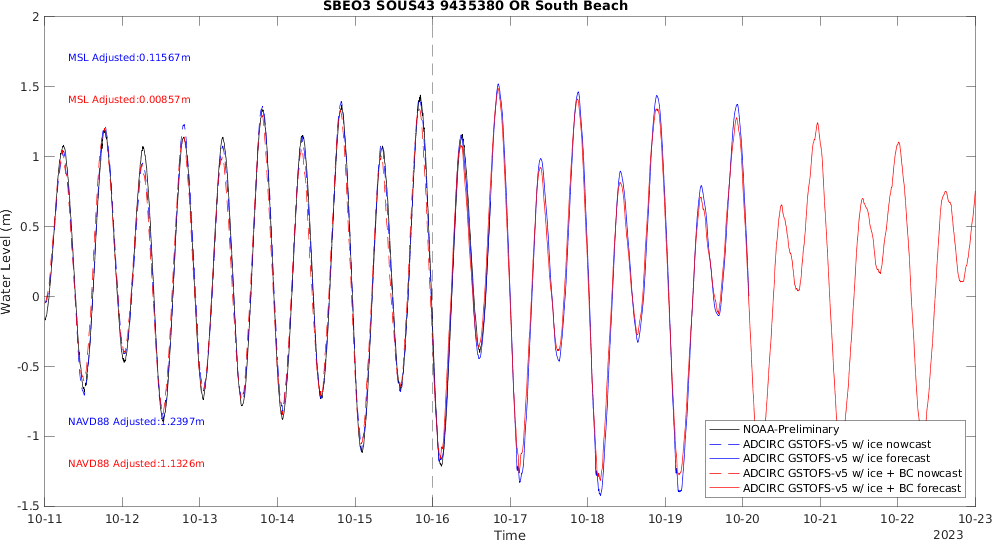 SBEO3 SOUS43 9435380 OR South Beach
MSL Adjusted:0.11567m
MSL Adjusted:0.00857m
NAVD88 Adjusted:1.2397m
NAVD88 Adjusted:1.1326m
Water Level (m)
2
1.5
1
0.5
0
-0.5
-1
-1.5
NOAA-Preliminary
ADCIRC GSTOFS-v5 w/ ice nowcast
ADCIRC GSTOFS-v5 w/ ice forecast
ADCIRC GSTOFS-v5 w/ ice + BC nowcast
ADCIRC GSTOFS-v5 w/ ice + BC forecast
10-11 10-12 10-13 10-14 10-15 10-16 10-17 10-18 10-19 10-20 10-21 10-22 10-23
Time
2023